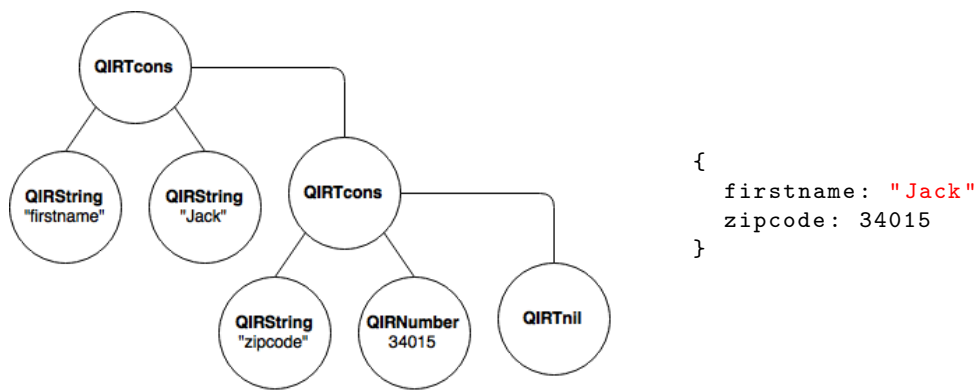 QIRTcons
QIRString
"firstname"
QIRString
"Jack"
QIRTcons
QIRString
"zipcode"
QIRNumber
34015
QIRTnil
{
firstname: "Jack"
zipcode: 34015
}